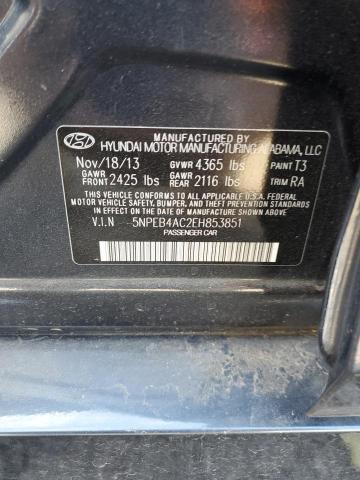 HYUNDAI MOTOR MANUFACTURING ALABAMA, LLC
Nov/18/13 GVWR 4365 lbs PAINT T3
GAWR FRONT 2425 lbs GAWR REAR 2116 lbs TRIM RA
THIS VEHICLE CONFORMS TO ALL APPLICABLE U.S.A. FEDERAL
MOTOR VEHICLE SAFETY, BUMPER, AND THEFT PREVENTION
STANDARDS IN EFFECT ON THE DATE OF MANUFACTURE
SHOWN ABOVE.
V.I.N 5NPEB4AC2EH853851
PASSENGER CAR